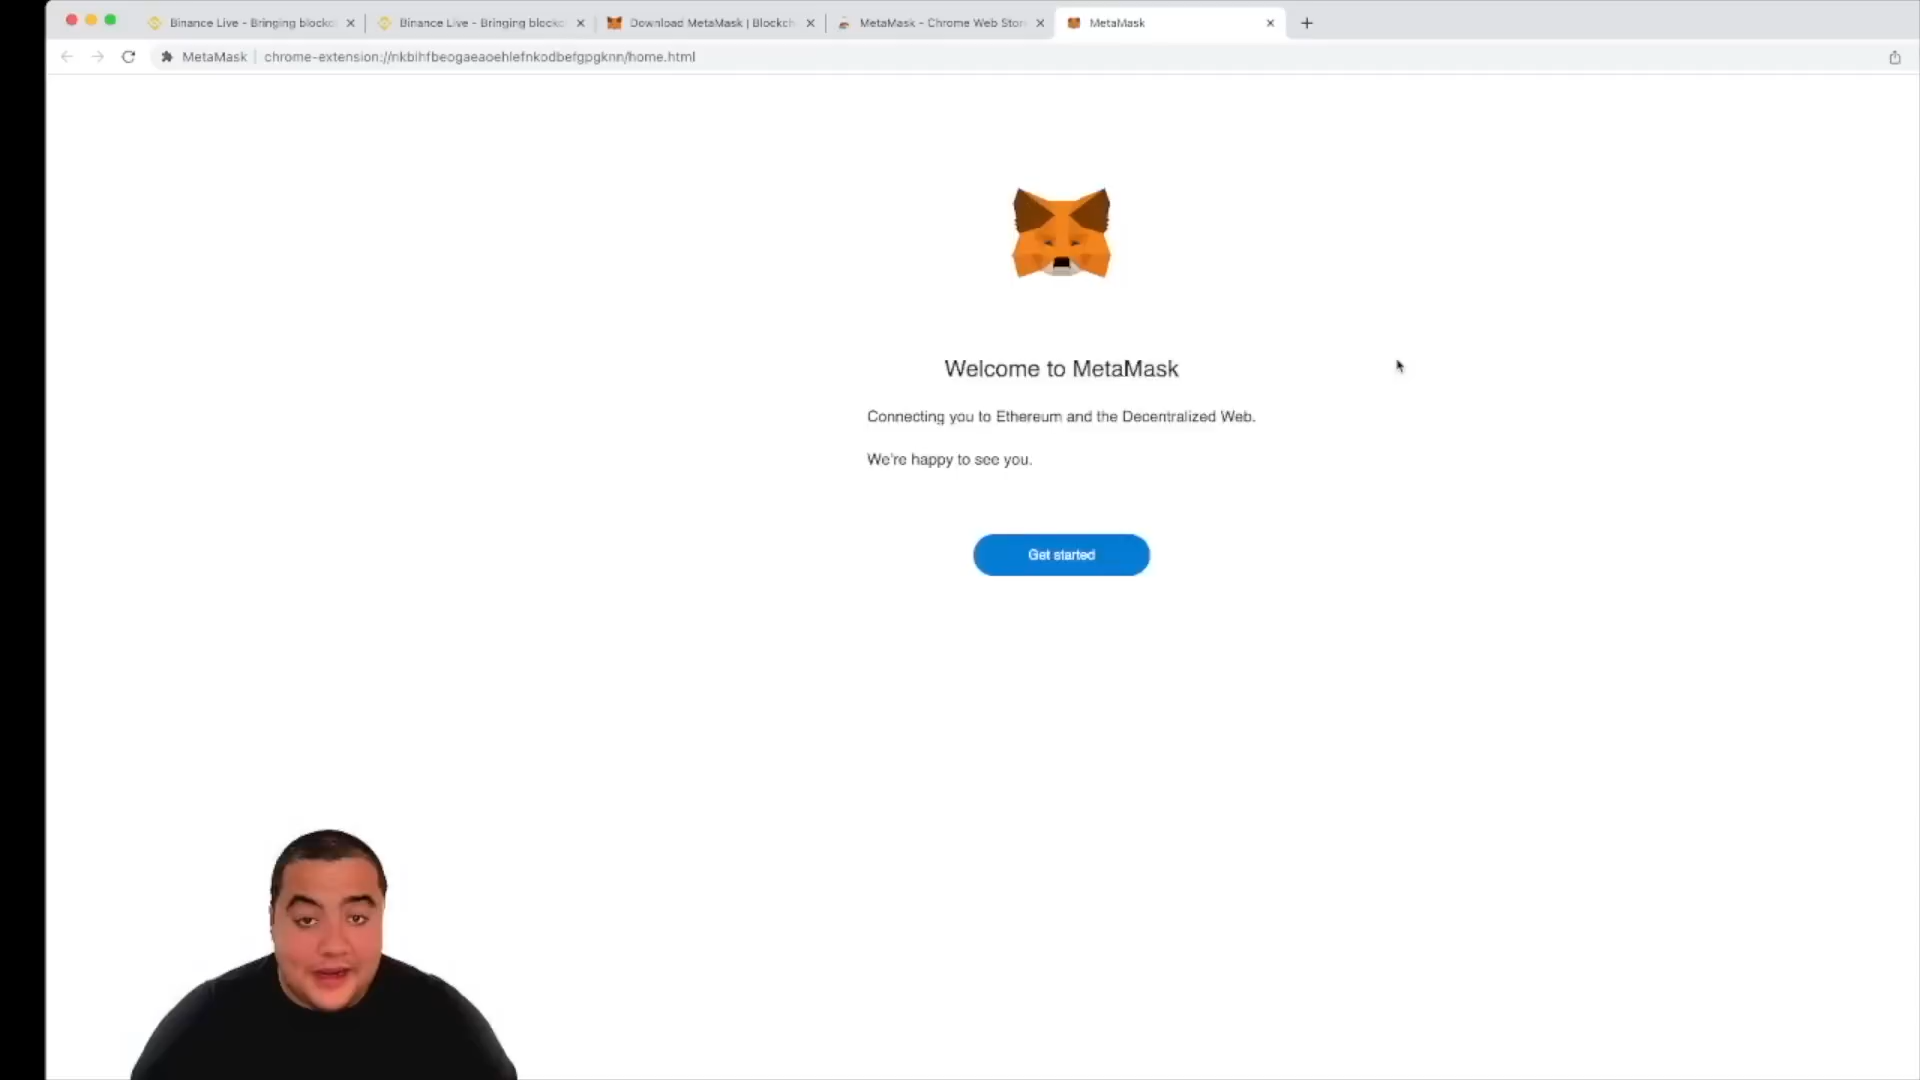 Binance Live - Bringing blockc
Binance Live - Bringing blockc
Download MetaMask | Blockch
MetaMask - Chrome Web Stor
MetaMask
MetaMask | chrome-extension://nkbihfbeogaeaoehlefnkodbefgpgknn/home.html
Welcome to MetaMask
Connecting you to Ethereum and the Decentralized Web.
We're happy to see you.
Get started